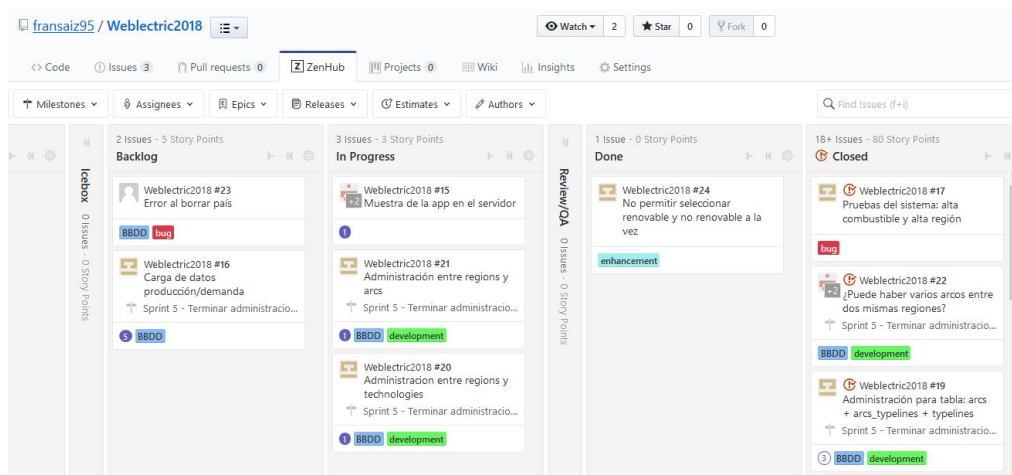 fransaiz95 / Weblectric2018
Watch 2 Star 0 Fork 0
Code Issues 3 Pull requests 0 ZenHub Projects 0 Wiki Insights Settings
Milestones Assignees Epics Releases Estimates Authors Find Issues (f+i)
Icebox 0 Issues - 0 Story Points
2 Issues - 5 Story Points
Backlog
Weblectric2018 #23
Error al borrar país
BBDD bug
Weblectric2018 #16
Carga de datos
producción/demanda
Sprint 5 - Terminar administracio...
5 BBDD
3 Issues - 3 Story Points
In Progress
+2
Weblectric2018 #15
Muestra de la app en el servidor
1
Weblectric2018 #21
Administración entre regions y
arcs
Sprint 5 - Terminar administracio...
1 BBDD development
Weblectric2018 #20
Administracion entre regions y
technologies
Sprint 5 - Terminar administracio...
1 BBDD development
Review/QA 0 Issues - 0 Story Points
1 Issue - 0 Story Points
Done
Weblectric2018 #24
No permitir seleccionar
renovable y no renovable a la
vez
enhancement
18+ Issues - 80 Story Points
Closed
Weblectric2018 #17
Pruebas del sistema: alta
combustible y alta región
bug
+2
Weblectric2018 #22
¿Puede haber varios arcos entre
dos mismas regiones?
Sprint 5 - Terminar administracio...
BBDD development
Weblectric2018 #19
Administración para tabla: arcs
+ arcs_typelines + typelines
Sprint 5 - Terminar administracio...
3 BBDD development